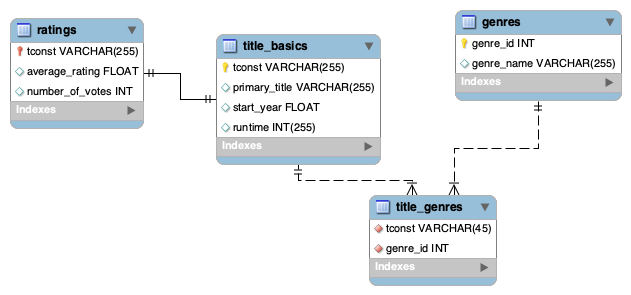 ratings
tconst VARCHAR(255)
average_rating FLOAT
number_of_votes INT
Indexes
title_basics
tconst VARCHAR(255)
primary_title VARCHAR(255)
start_year FLOAT
runtime INT(255)
Indexes
genres
genre_id INT
genre_name VARCHAR(255)
Indexes
title_genres
tconst VARCHAR(45)
genre_id INT
Indexes